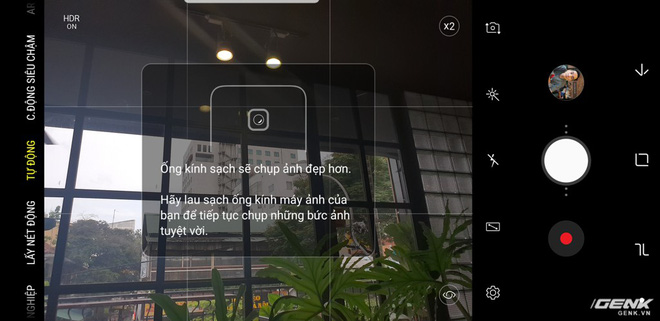 HDR
ON
x2
AR
C.ĐỘNG SIÊU CHẬM
TỰ ĐỘNG
LẤY NÉT ĐỘNG
NGHIỆP
Ống kính sạch sẽ chụp ảnh đẹp hơn.
Hãy lau sạch ống kính máy ảnh của
bạn để tiếp tục chụp những bức ảnh
tuyệt vời.
GENK
GENK.VN